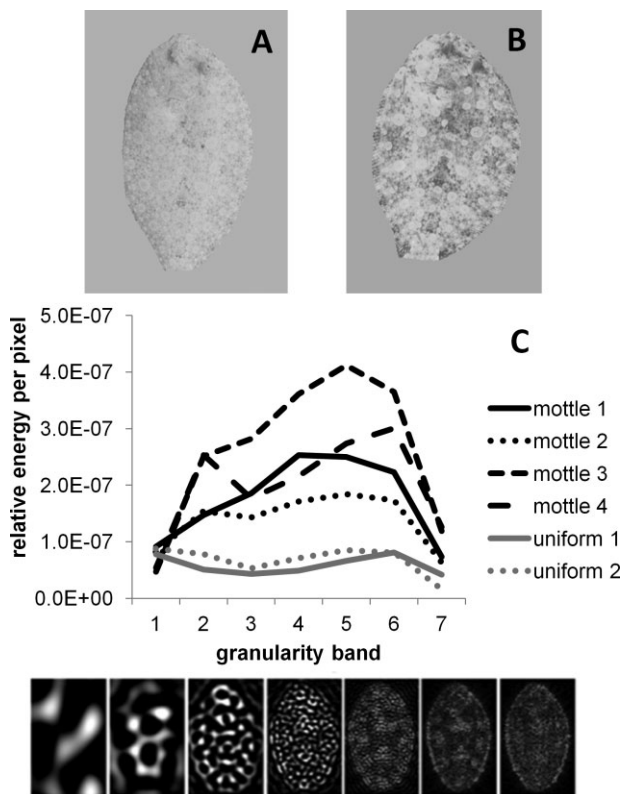 A
B
C
relative energy per pixel
5.0E-07
4.0E-07
3.0E-07
2.0E-07
1.0E-07
0.0E+00
1 2 3 4 5 6 7
granularity band
mottle 1
mottle 2
mottle 3
mottle 4
uniform 1
uniform 2